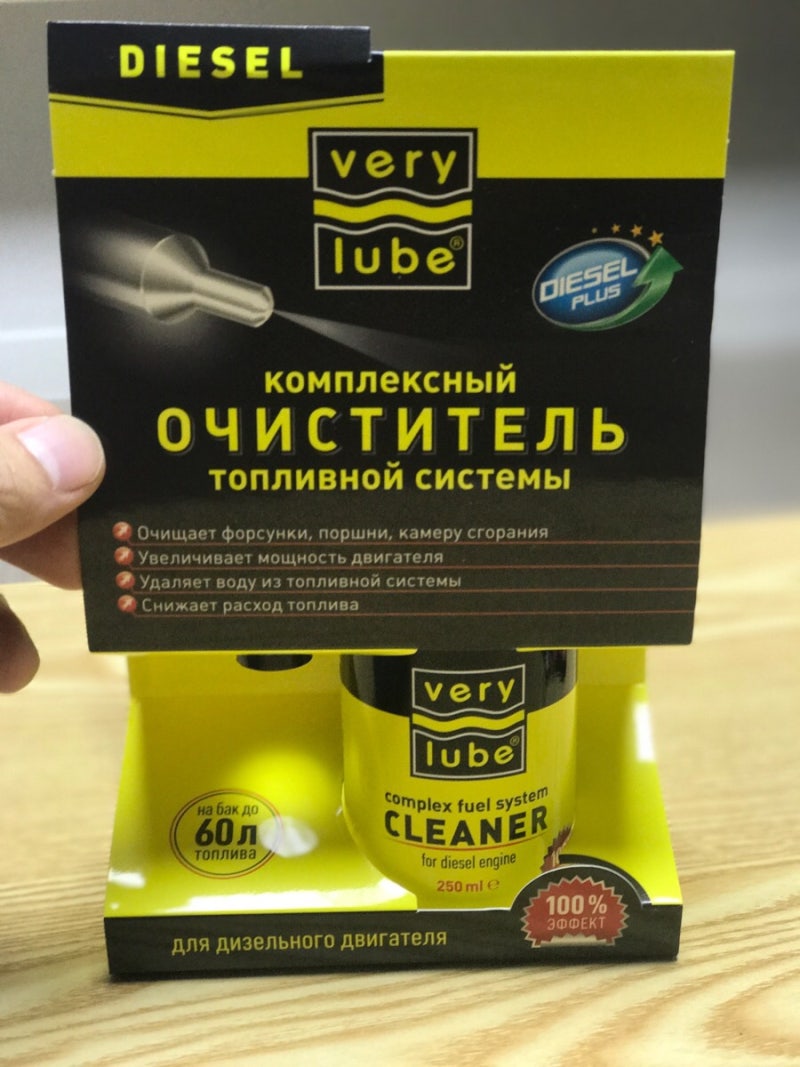 DIESEL
very
lube®
DIESEL
PLUS
комплексный
ОЧИСТИТЕЛЬ
топливной системы
Очищает форсунки, поршни, камеру сгорания
Увеличивает мощность двигателя
Удаляет воду из топливной системы
Снижает расход топлива
very
lube®
complex fuel system
CLEANER
for diesel engine
250 ml ℮
на бак до
60 л
топлива
100 %
ЭФФЕКТ
для дизельного двигателя